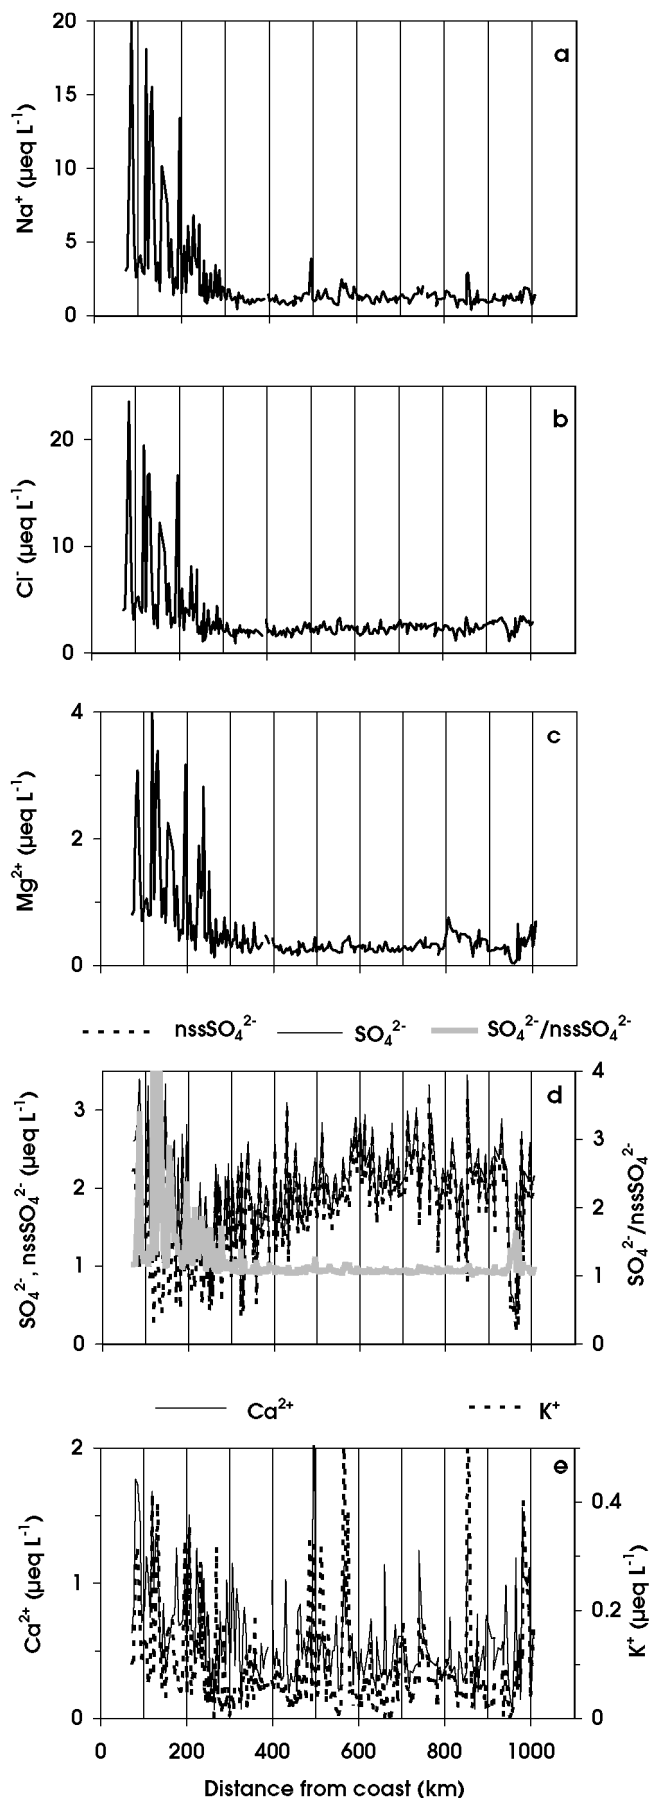 a
20
15
10
5
0
Na⁺ (µeq L⁻¹)
b
20
10
0
Cl⁻ (µeq L⁻¹)
c
4
2
0
Mg²⁺ (µeq L⁻¹)
nssSO₄²⁻ SO₄²⁻ SO₄²⁻/nssSO₄²⁻
d
3
2
1
0
SO₄²⁻, nssSO₄²⁻ (µeq L⁻¹)
4
3
2
1
0
SO₄²⁻/nssSO₄²⁻
Ca²⁺ K⁺
e
2
1
0
Ca²⁺ (µeq L⁻¹)
0.4
0.2
0
K⁺ (µeq L⁻¹)
0 200 400 600 800 1000
Distance from coast (km)